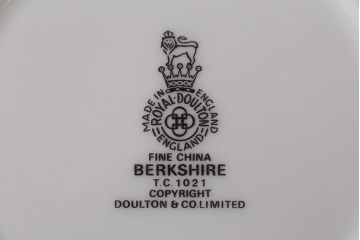 MADE IN ENGLAND
ROYAL·DOULTON
ENGLAND
FINE CHINA
BERKSHIRE
T.C.1021
COPYRIGHT
DOULTON & CO.LIMITED